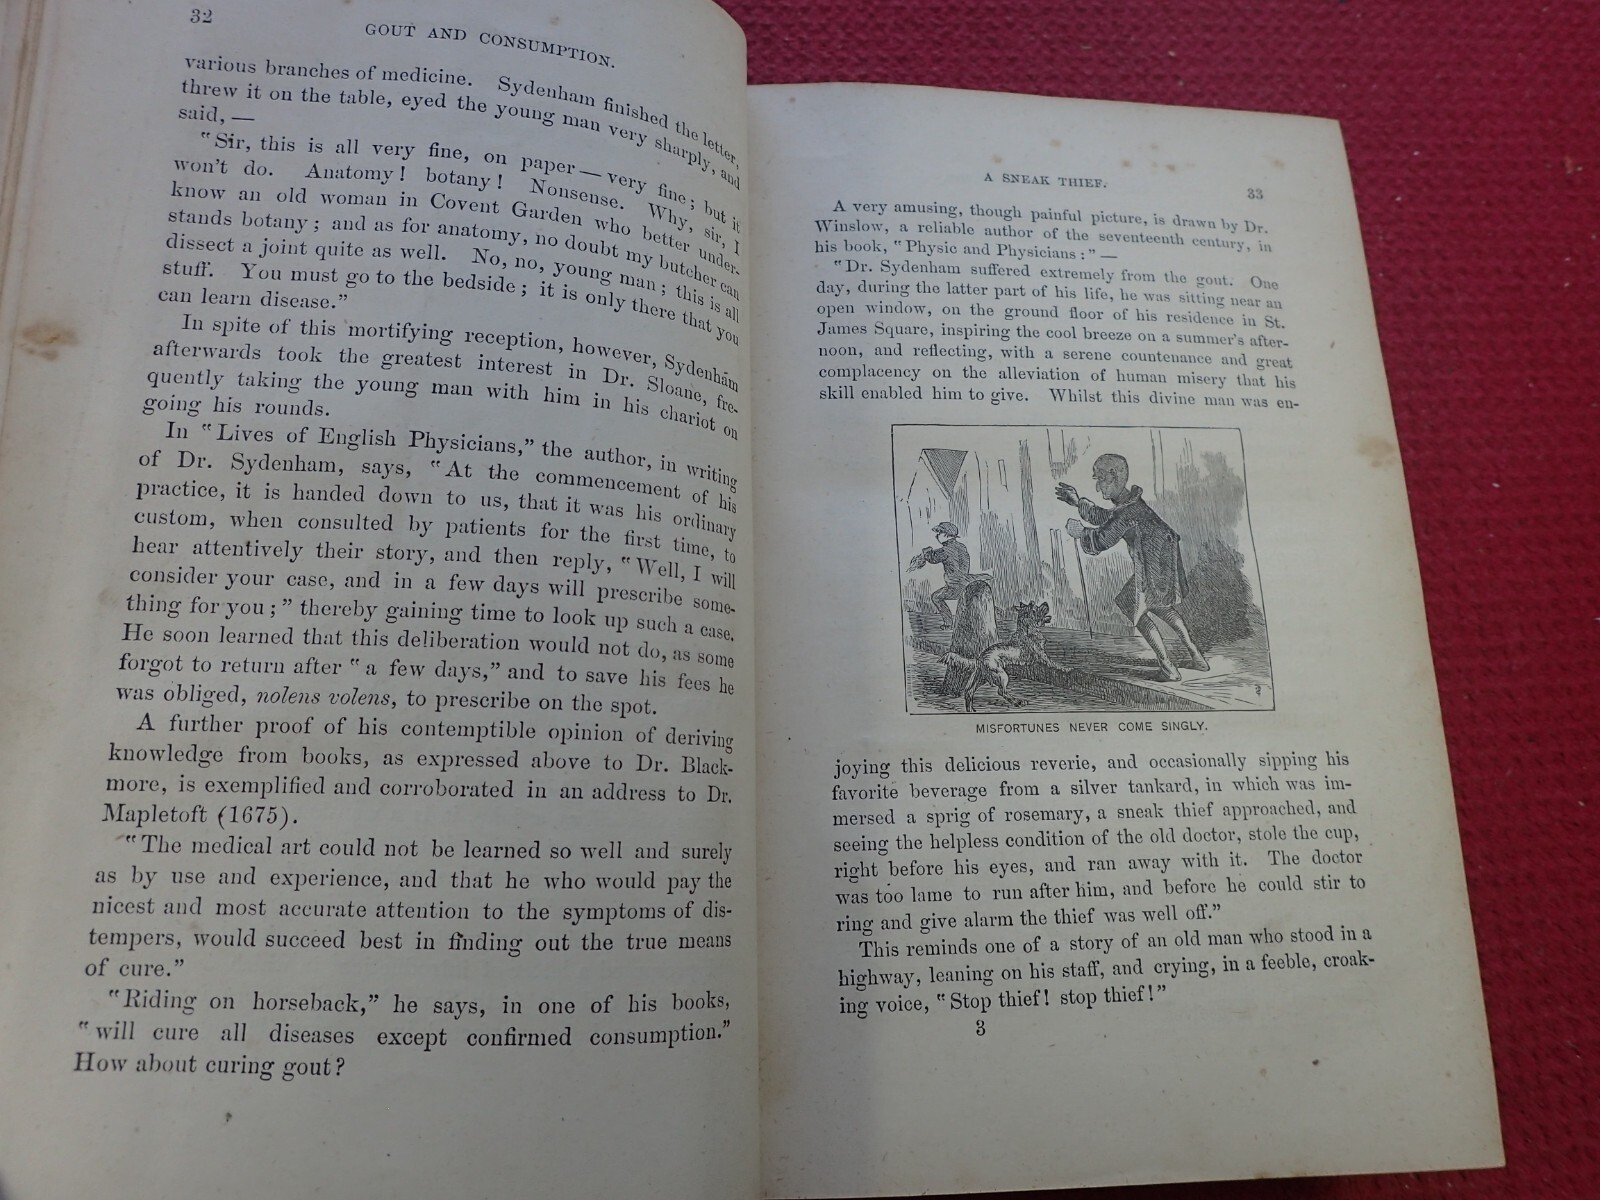 32
GOUT AND CONSUMPTION.
various branches of medicine. Sydenham finished the letter,
threw it on the table, eyed the young man very sharply, and
said, —
"Sir, this is all very fine, on paper — very fine; but it
won't do. Anatomy! botany! Nonsense. Why, sir, I
know an old woman in Covent Garden who better under-
stands botany; and as for anatomy, no doubt my butcher can
dissect a joint quite as well. No, no, young man; this is all
stuff. You must go to the bedside; it is only there that you
can learn disease."
In spite of this mortifying reception, however, Sydenham
afterwards took the greatest interest in Dr. Sloane, fre-
quently taking the young man with him in his chariot on
going his rounds.
In "Lives of English Physicians," the author, in writing
of Dr. Sydenham, says, "At the commencement of his
practice, it is handed down to us, that it was his ordinary
custom, when consulted by patients for the first time, to
hear attentively their story, and then reply, "Well, I will
consider your case, and in a few days will prescribe some-
thing for you;" thereby gaining time to look up such a case.
He soon learned that this deliberation would not do, as some
forgot to return after "a few days," and to save his fees he
was obliged, nolens volens, to prescribe on the spot.
A further proof of his contemptible opinion of deriving
knowledge from books, as expressed above to Dr. Black-
more, is exemplified and corroborated in an address to Dr.
Mapletoft (1675).
"The medical art could not be learned so well and surely
as by use and experience, and that he who would pay the
nicest and most accurate attention to the symptoms of dis-
tempers, would succeed best in finding out the true means
of cure."
"Riding on horseback," he says, in one of his books,
"will cure all diseases except confirmed consumption."
How about curing gout?
A SNEAK THIEF.
33
A very amusing, though painful picture, is drawn by Dr.
Winslow, a reliable author of the seventeenth century, in
his book, "Physic and Physicians:" —
"Dr. Sydenham suffered extremely from the gout. One
day, during the latter part of his life, he was sitting near an
open window, on the ground floor of his residence in St.
James Square, inspiring the cool breeze on a summer's after-
noon, and reflecting, with a serene countenance and great
complacency on the alleviation of human misery that his
skill enabled him to give. Whilst this divine man was en-
MISFORTUNES NEVER COME SINGLY.
joying this delicious reverie, and occasionally sipping his
favorite beverage from a silver tankard, in which was im-
mersed a sprig of rosemary, a sneak thief approached, and
seeing the helpless condition of the old doctor, stole the cup,
right before his eyes, and ran away with it. The doctor
was too lame to run after him, and before he could stir to
ring and give alarm the thief was well off."
This reminds one of a story of an old man who stood in a
highway, leaning on his staff, and crying, in a feeble, croak-
ing voice, "Stop thief! stop thief!"
3